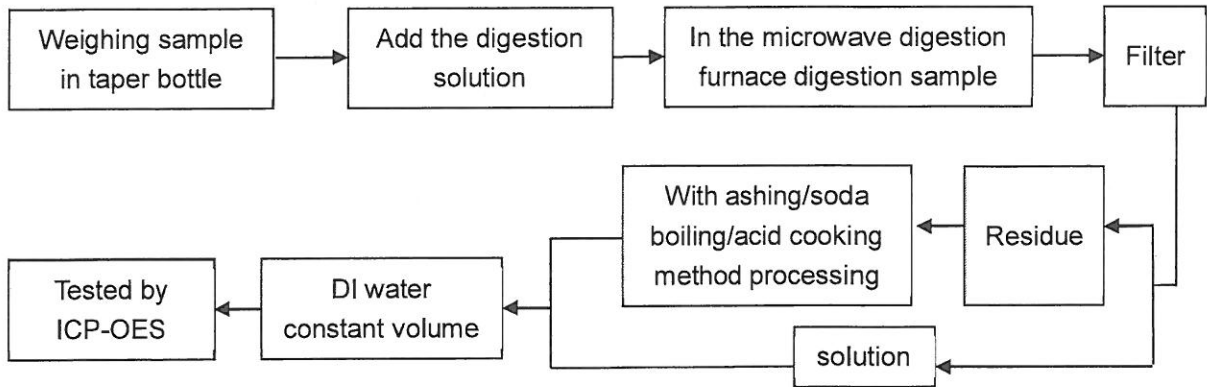 Weighing sample
in taper bottle
Add the digestion
solution
In the microwave digestion
furnace digestion sample
Filter
With ashing/soda
boiling/acid cooking
method processing
Residue
Tested by
ICP-OES
DI water
constant volume
solution